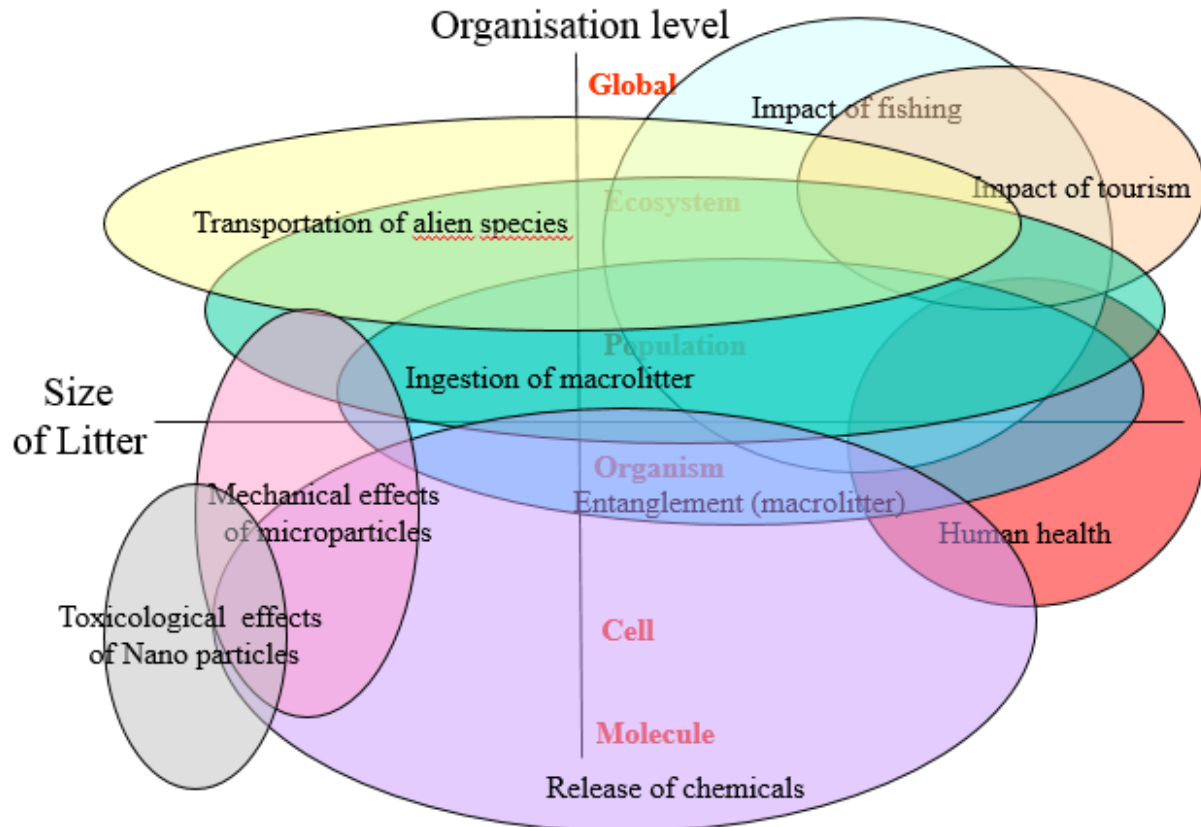 Organisation level
Global
Impact of fishing
Impact of tourism
Ecosystem
Transportation of alien species
Population
Ingestion of macrolitter
Size
of Litter
Organism
Mechanical effects
of microparticles
Entanglement (macrolitter)
Human health
Toxicological effects
of Nano particles
Cell
Molecule
Release of chemicals